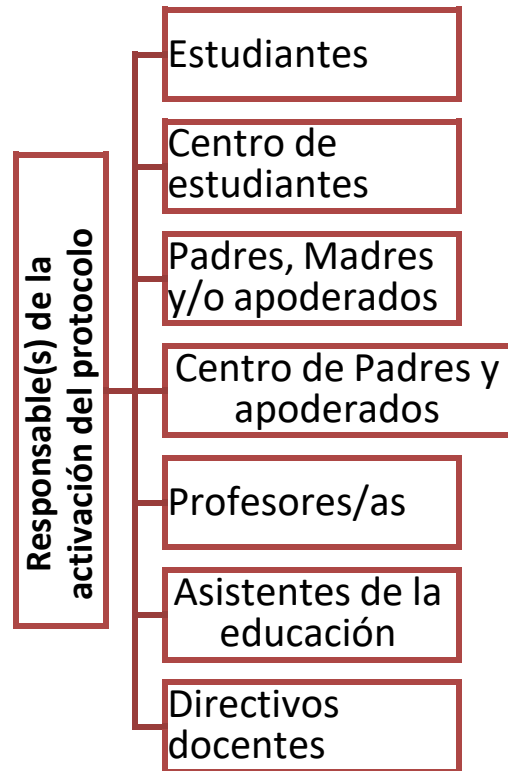 Responsable(s) de la
activación del protocolo
Estudiantes
Centro de
estudiantes
Padres, Madres
y/o apoderados
Centro de Padres y
apoderados
Profesores/as
Asistentes de la
educación
Directivos
docentes